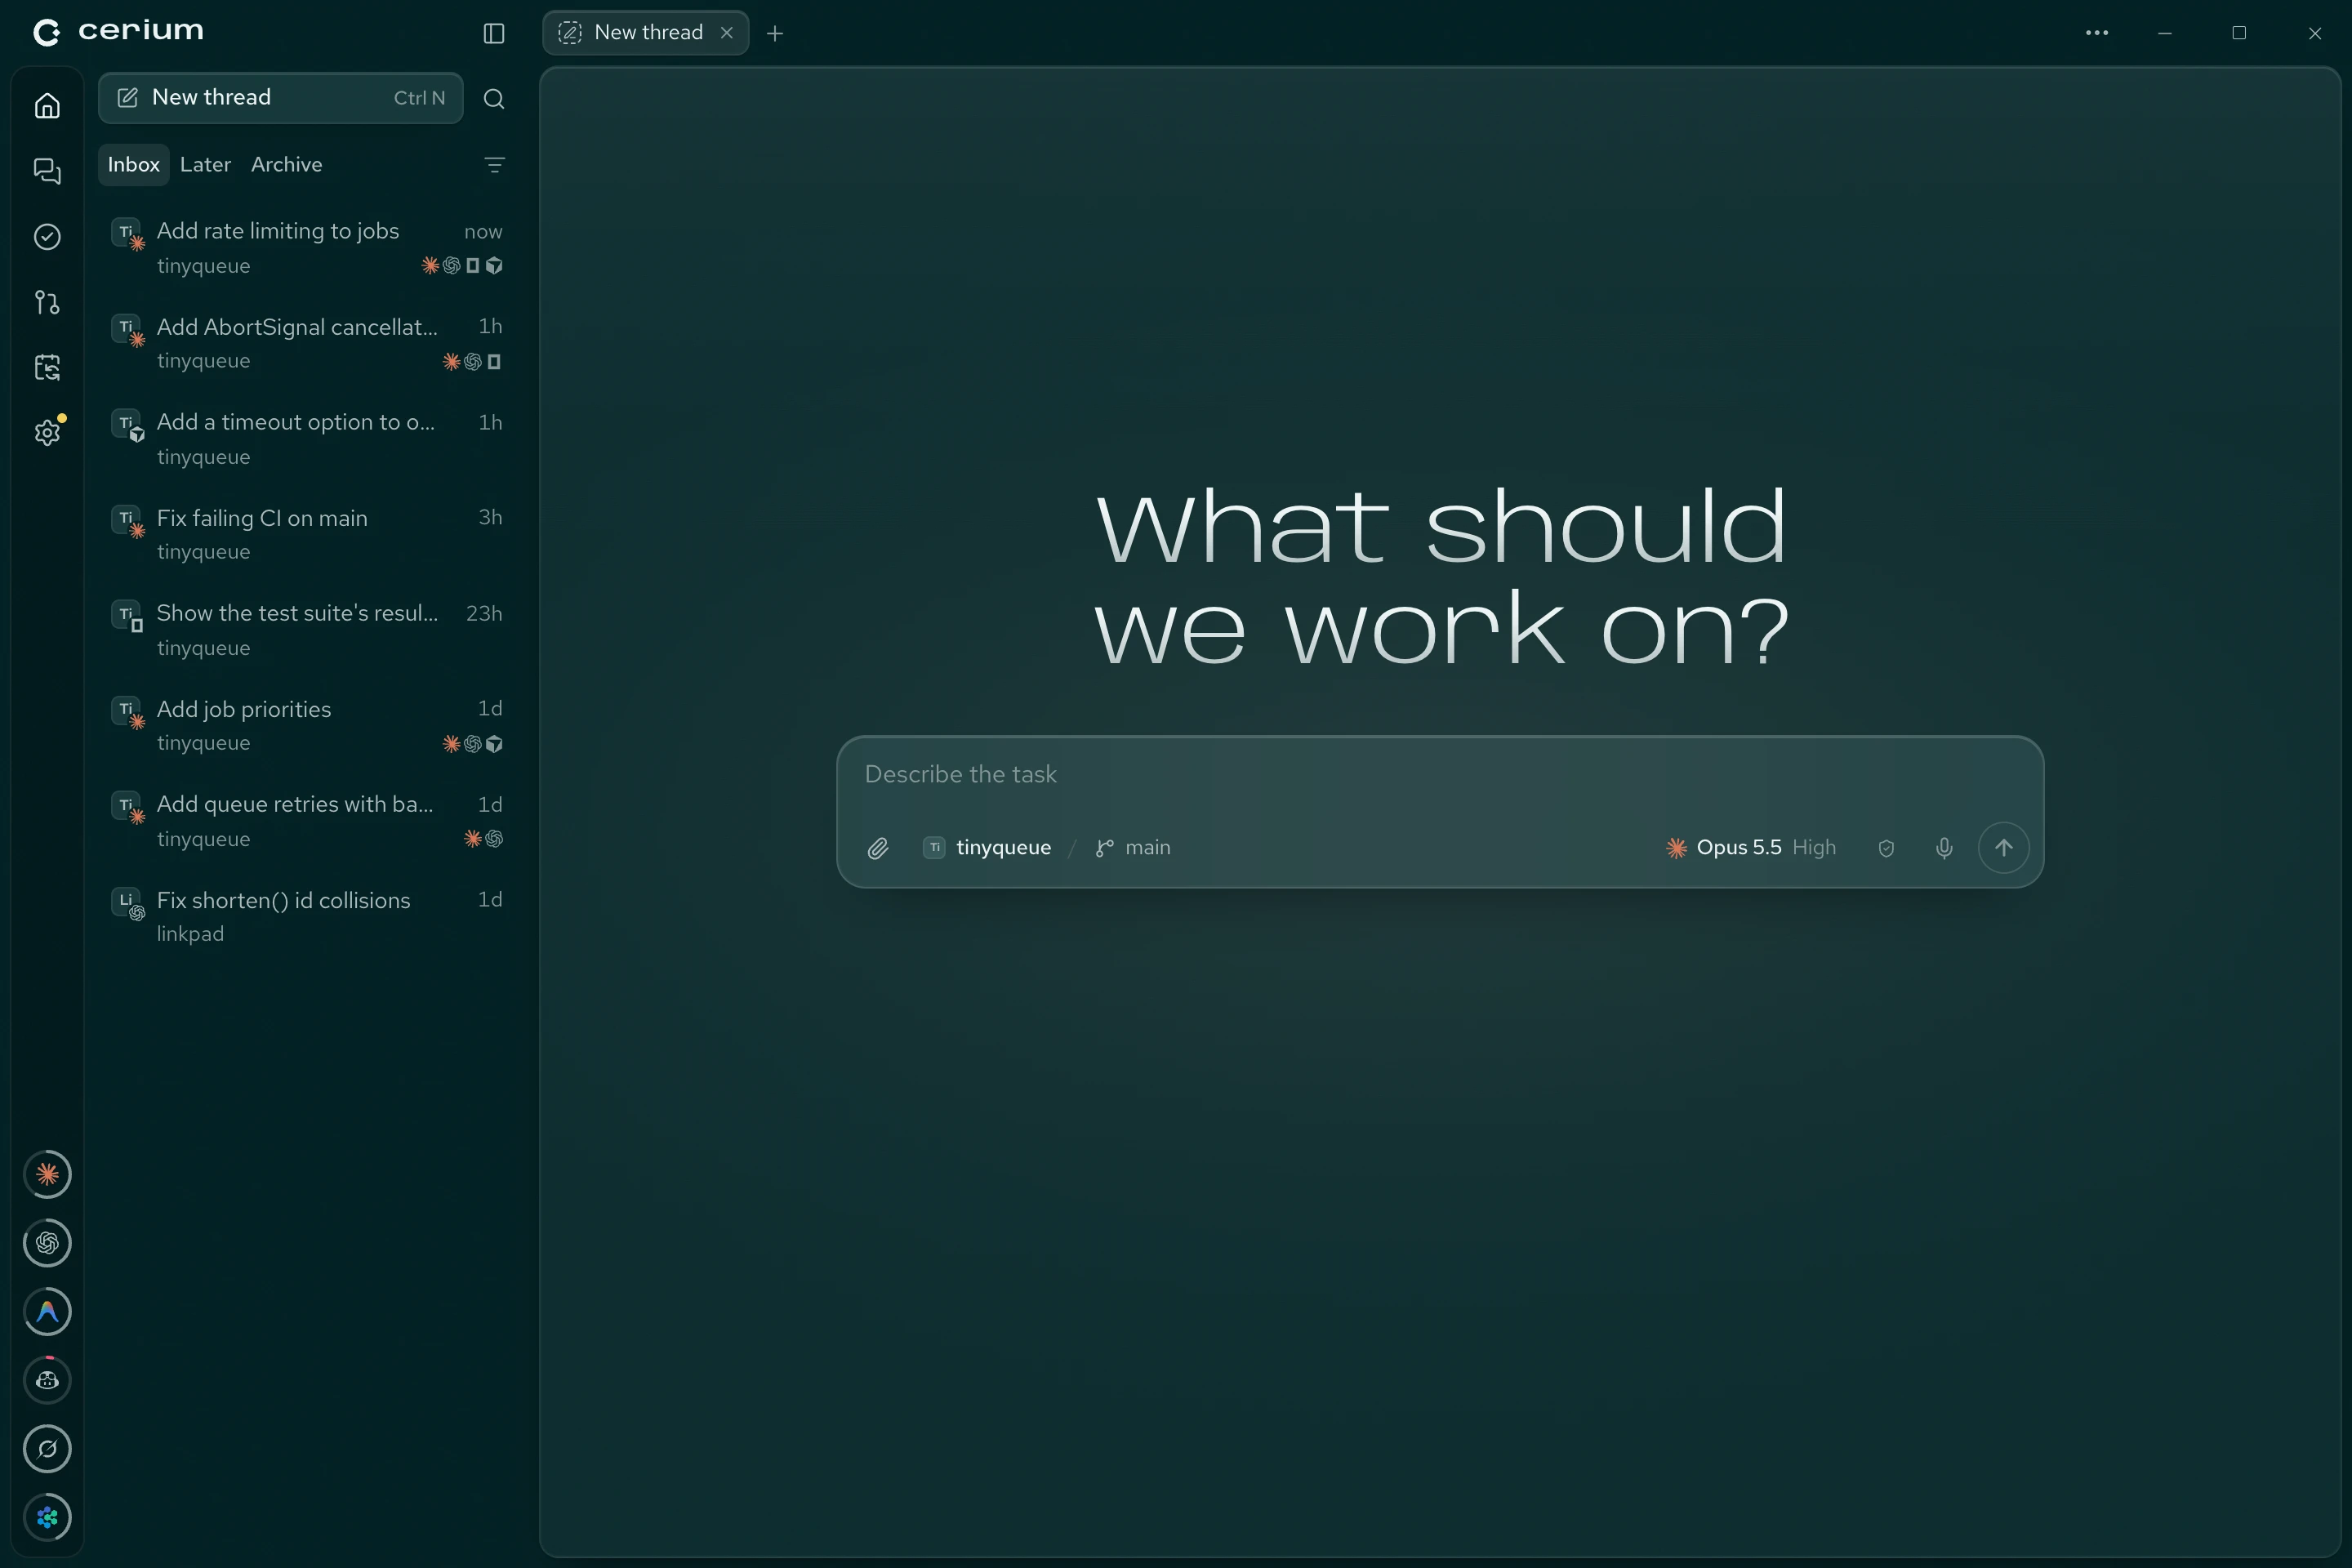 cerium
New thread
New thread Ctrl N
Inbox Later Archive
Ti Add rate limiting to jobs now
tinyqueue
Ti Add AbortSignal cancellat... 1h
tinyqueue
Ti Add a timeout option to o... 1h
tinyqueue
Ti Fix failing CI on main 3h
tinyqueue
Ti Show the test suite's resul... 23h
tinyqueue
Ti Add job priorities 1d
tinyqueue
Ti Add queue retries with ba... 1d
tinyqueue
Li Fix shorten() id collisions 1d
linkpad
What should
we work on?
Describe the task
Ti tinyqueue / main Opus 5.5 High